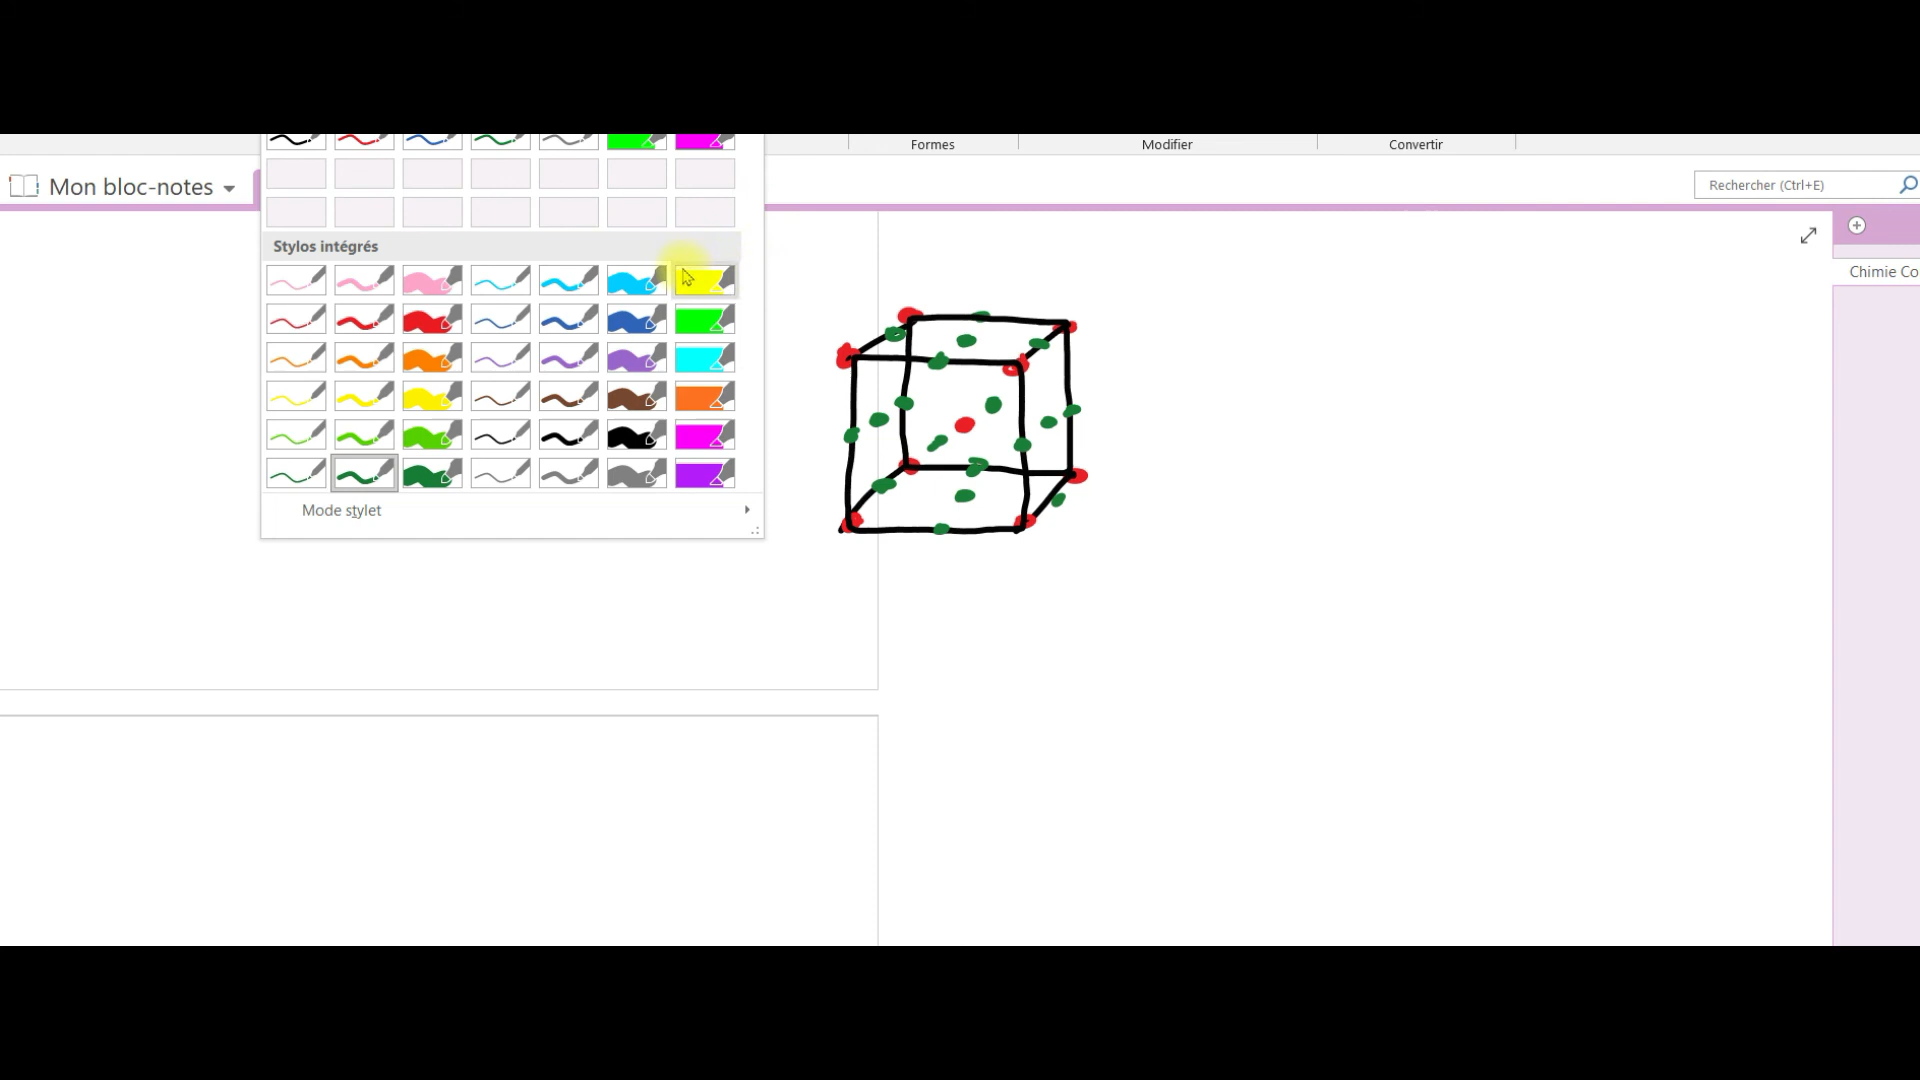 Formes
Modifier
Convertir
Mon bloc-notes
Rechercher (Ctrl+E)
Stylos intégrés
Chimie Co
Mode stylet